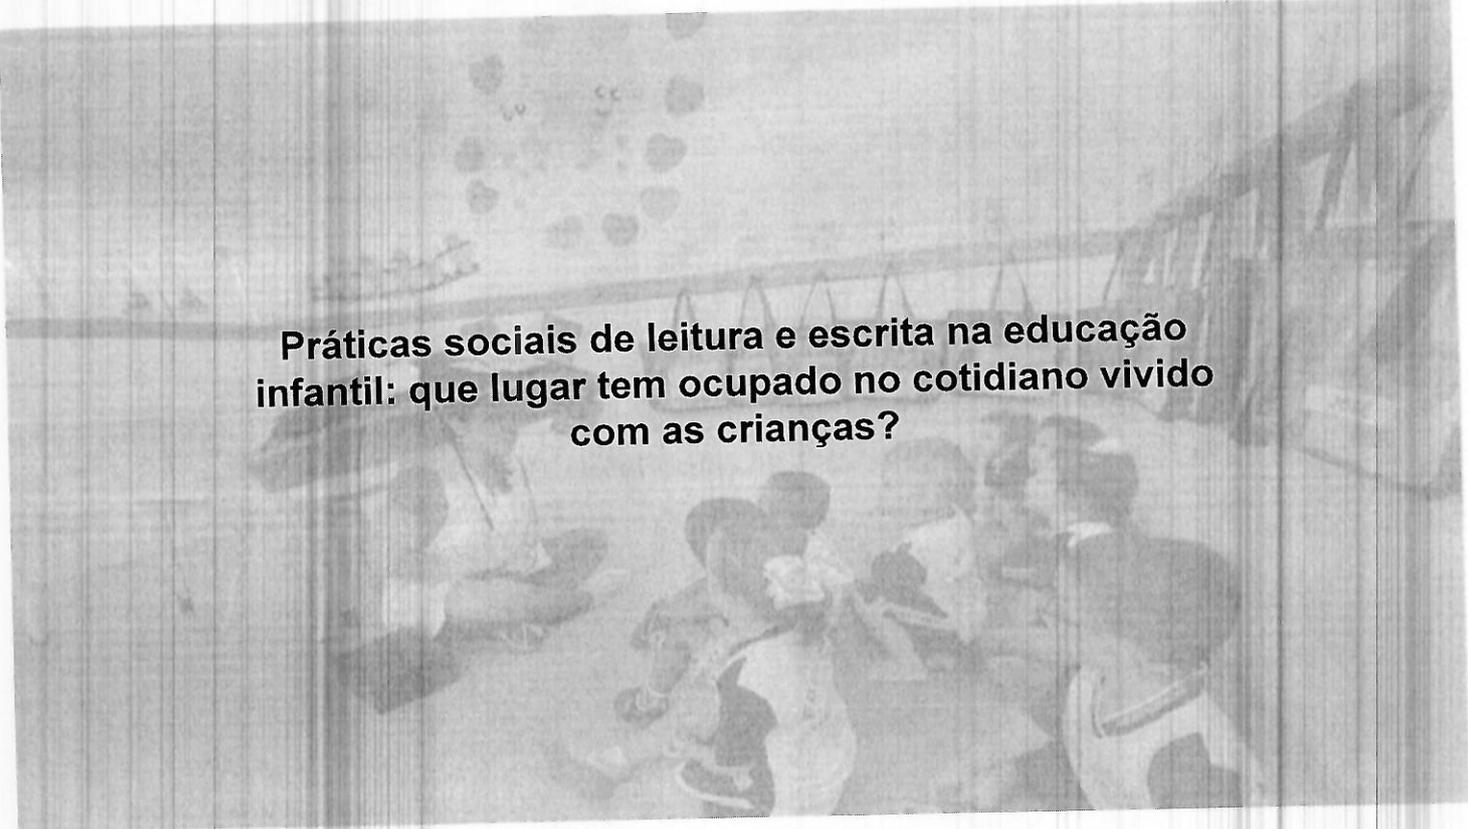 Práticas sociais de leitura e escrita na educação
infantil: que lugar tem ocupado no cotidiano vivido
com as crianças?